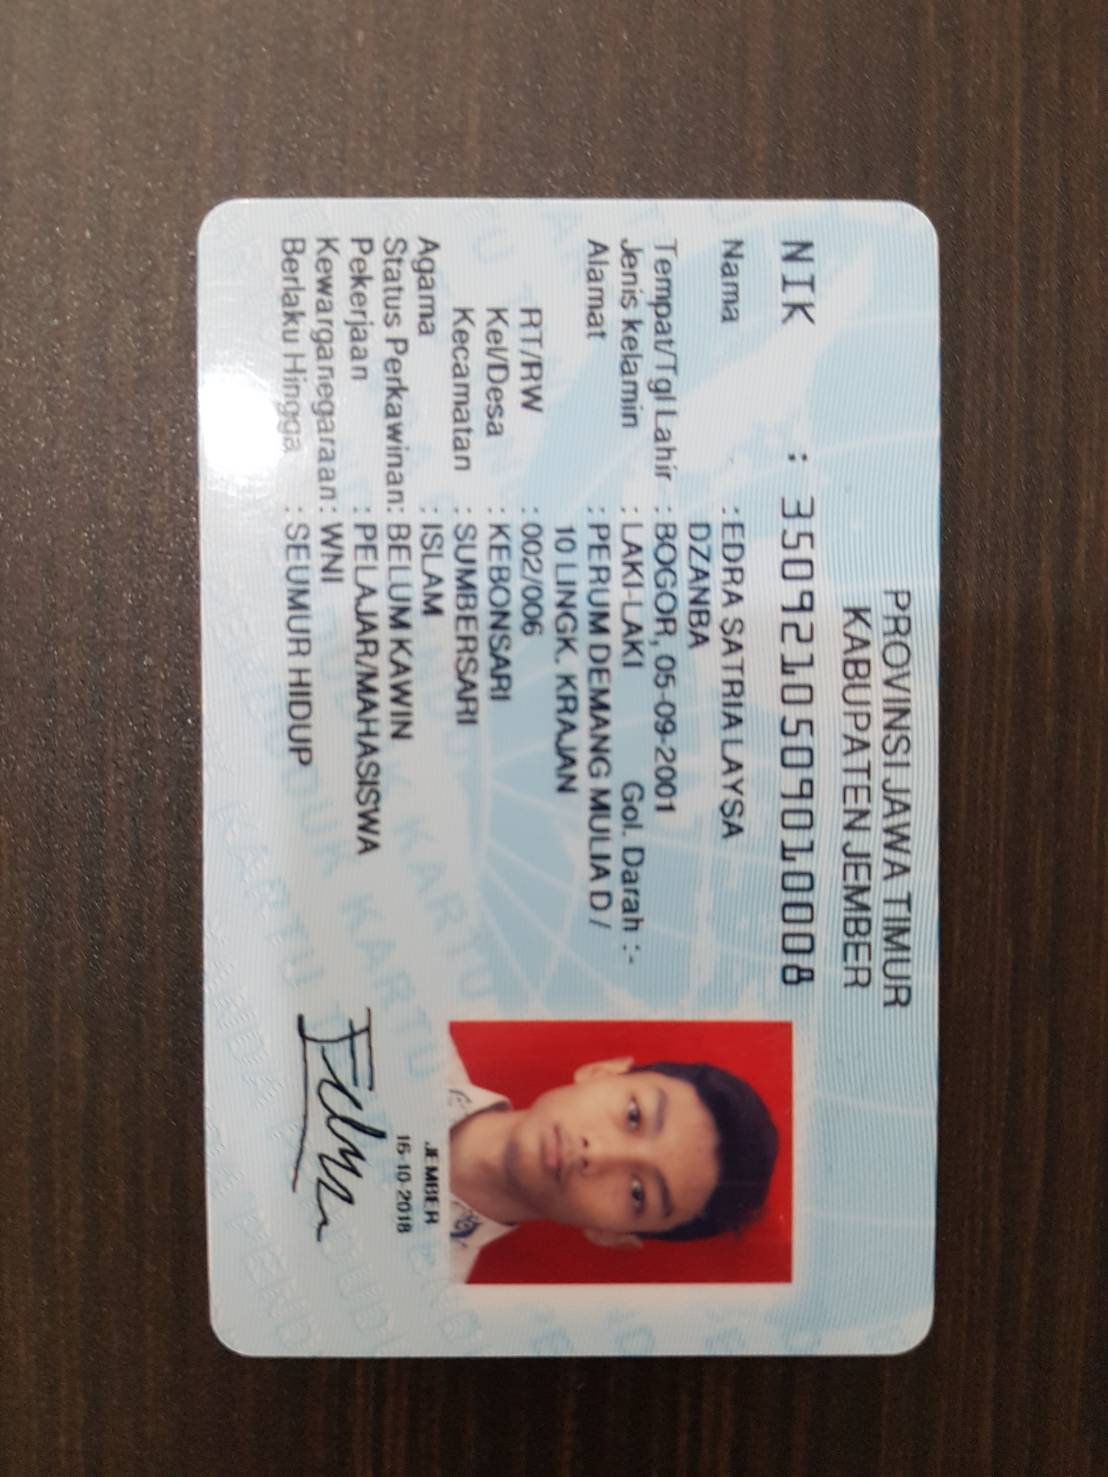 PROVINSI JAWA TIMUR
KABUPATEN JEMBER
NIK : 3509210509010008
Nama : EDRA SATRIA LAYSA
DZANBA
Tempat/Tgl Lahir : BOGOR, 05-09-2001
Jenis kelamin : LAKI-LAKI Gol. Darah : -
Alamat : PERUM DEMANG MULIA D /
10 LINGK. KRAJAN
RT/RW : 002/006
Kel/Desa : KEBONSARI
Kecamatan : SUMBERSARI
Agama : ISLAM
Status Perkawinan: BELUM KAWIN
Pekerjaan : PELAJAR/MAHASISWA
Kewarganegaraan: WNI
Berlaku Hingga : SEUMUR HIDUP
JEMBER
16-10-2018